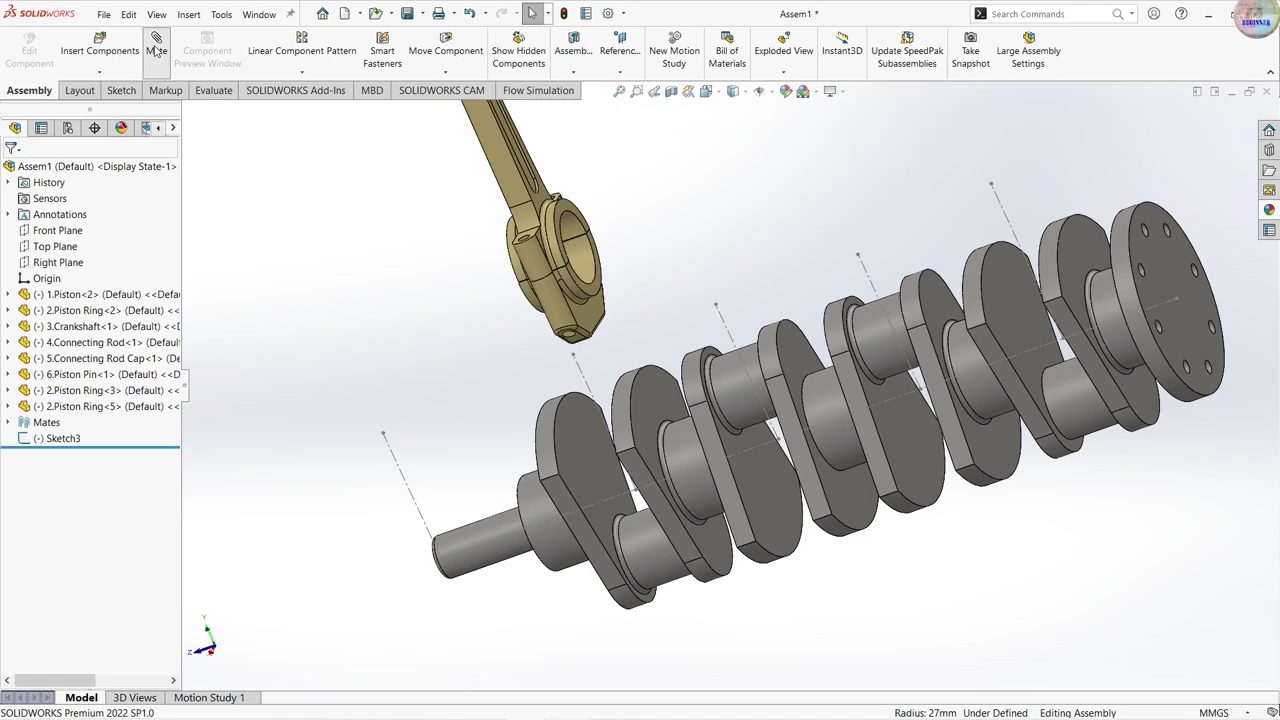 SOLIDWORKS File Edit View Insert Tools Window Assem1 * Search Commands
Edit Component Insert Components Mate Component Preview Window Linear Component Pattern Smart Fasteners Move Component Show Hidden Components Assemb... Referenc... New Motion Study Bill of Materials Exploded View Instant3D Update SpeedPak Subassemblies Take Snapshot Large Assembly Settings
Assembly Layout Sketch Markup Evaluate SOLIDWORKS Add-Ins MBD SOLIDWORKS CAM Flow Simulation
Assem1 (Default) <Display State-1>
History
Sensors
Annotations
Front Plane
Top Plane
Right Plane
Origin
(-) 1.Piston<2> (Default) <<Defau
(-) 2.Piston Ring<2> (Default) <<
(-) 3.Crankshaft<1> (Default) <<D
(-) 4.Connecting Rod<1> (Default)
(-) 5.Connecting Rod Cap<1> (De
(-) 6.Piston Pin<1> (Default) <<D
(-) 2.Piston Ring<3> (Default) <<
(-) 2.Piston Ring<5> (Default) <<
Mates
(-) Sketch3
Y
Z
Model 3D Views Motion Study 1
SOLIDWORKS Premium 2022 SP1.0 Radius: 27mm Under Defined Editing Assembly MMGS